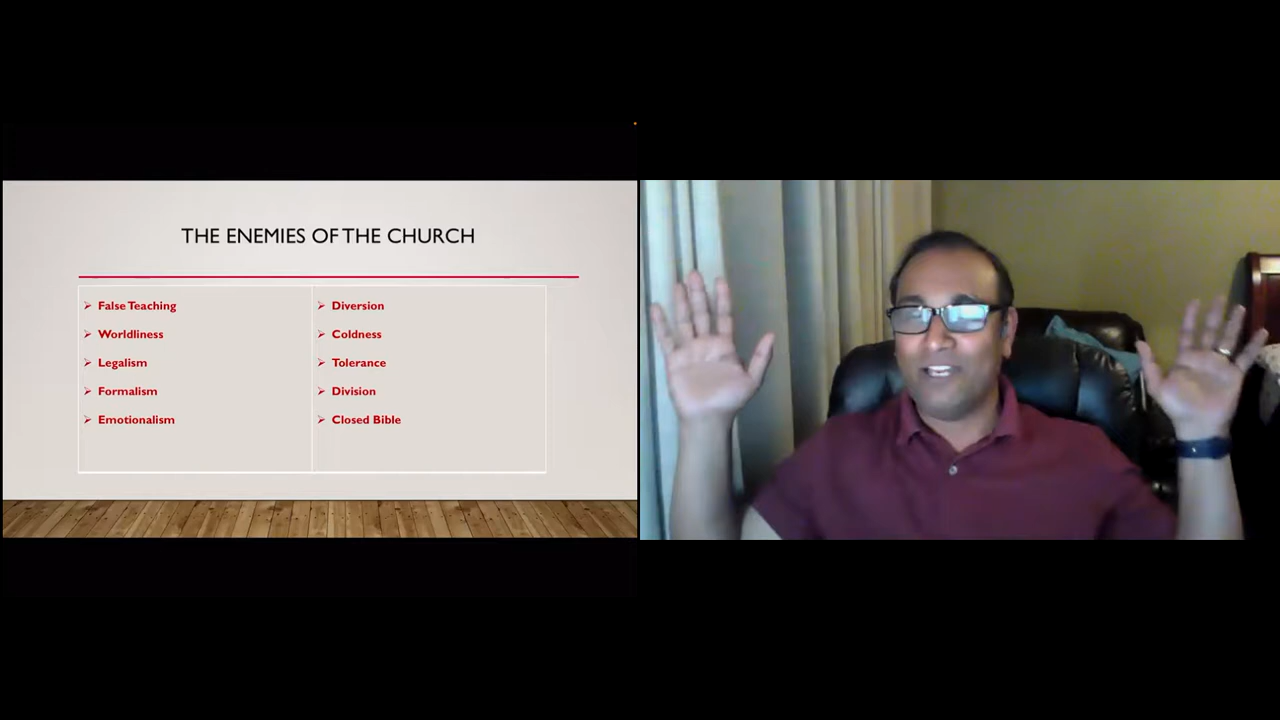 THE ENEMIES OF THE CHURCH
False Teaching
Worldliness
Legalism
Formalism
Emotionalism
Diversion
Coldness
Tolerance
Division
Closed Bible